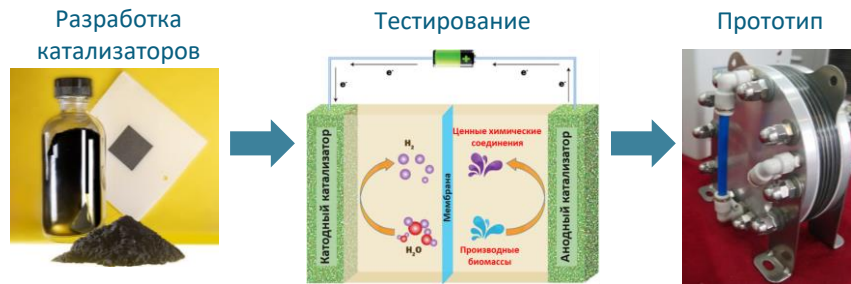 Разработка
катализаторов
Тестирование
Прототип
e⁻
e⁻
e⁻
e⁻
Катодный катализатор
H₂
H₂O
Мембрана
Ценные химические
соединения
Производные
биомассы
Анодный катализатор